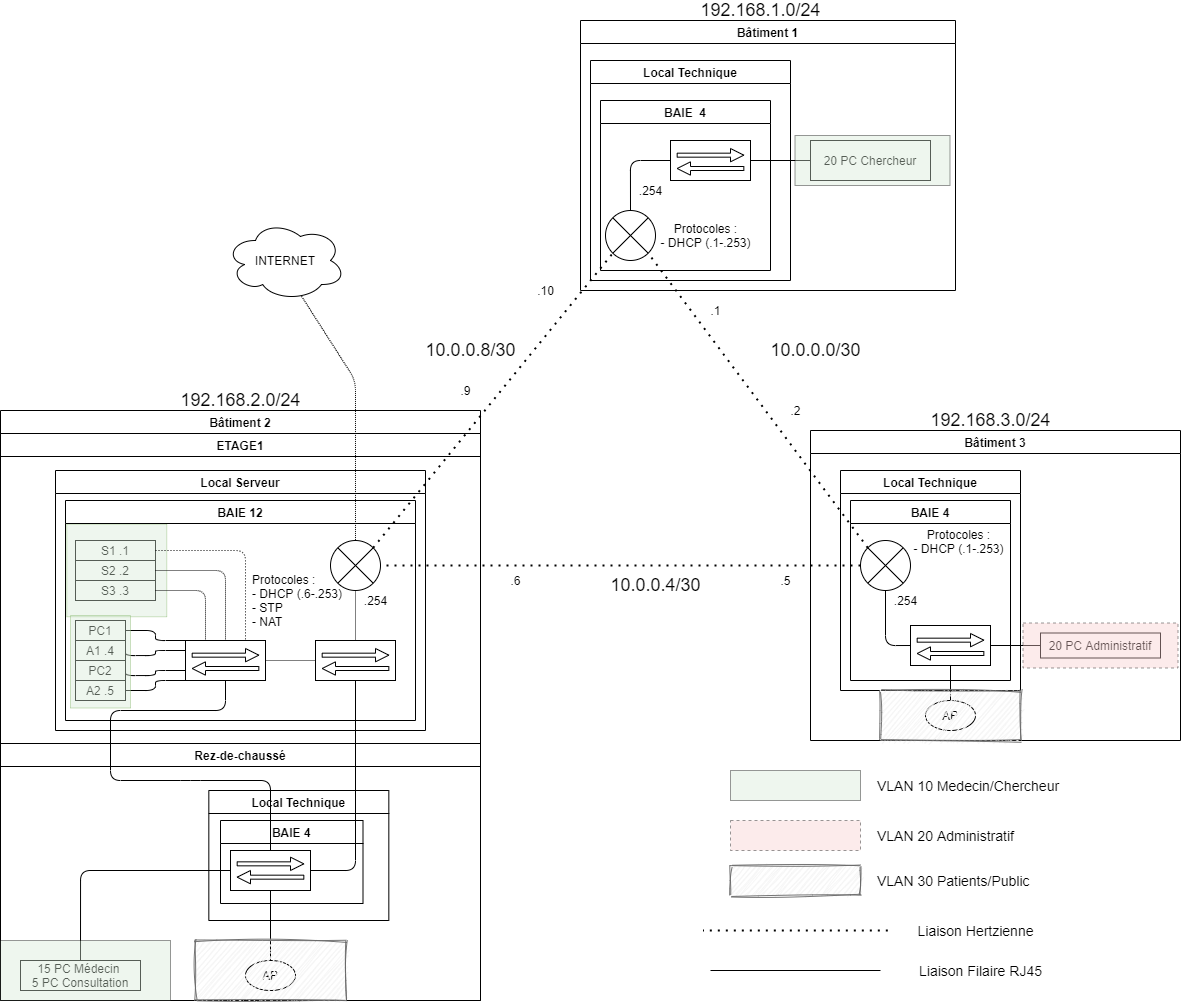 192.168.1.0/24
Bâtiment 1
Local Technique
BAIE  4
20 PC Chercheur
.254
Protocoles :
- DHCP (.1-.253)
INTERNET
.10
.1
10.0.0.8/30
10.0.0.0/30
.9
.2
192.168.2.0/24
Bâtiment 2
ETAGE1
Local Serveur
BAIE 12
S1 .1
S2 .2
S3 .3
Protocoles :
- DHCP (.6-.253)
- STP
- NAT
.254
PC1
A1 .4
PC2
A2 .5
.6
10.0.0.4/30
.5
192.168.3.0/24
Bâtiment 3
Local Technique
BAIE 4
Protocoles :
- DHCP (.1-.253)
.254
20 PC Administratif
AP
Rez-de-chaussé
Local Technique
BAIE 4
15 PC Médecin
5 PC Consultation
AP
VLAN 10 Medecin/Chercheur
VLAN 20 Administratif
VLAN 30 Patients/Public
Liaison Hertzienne
Liaison Filaire RJ45